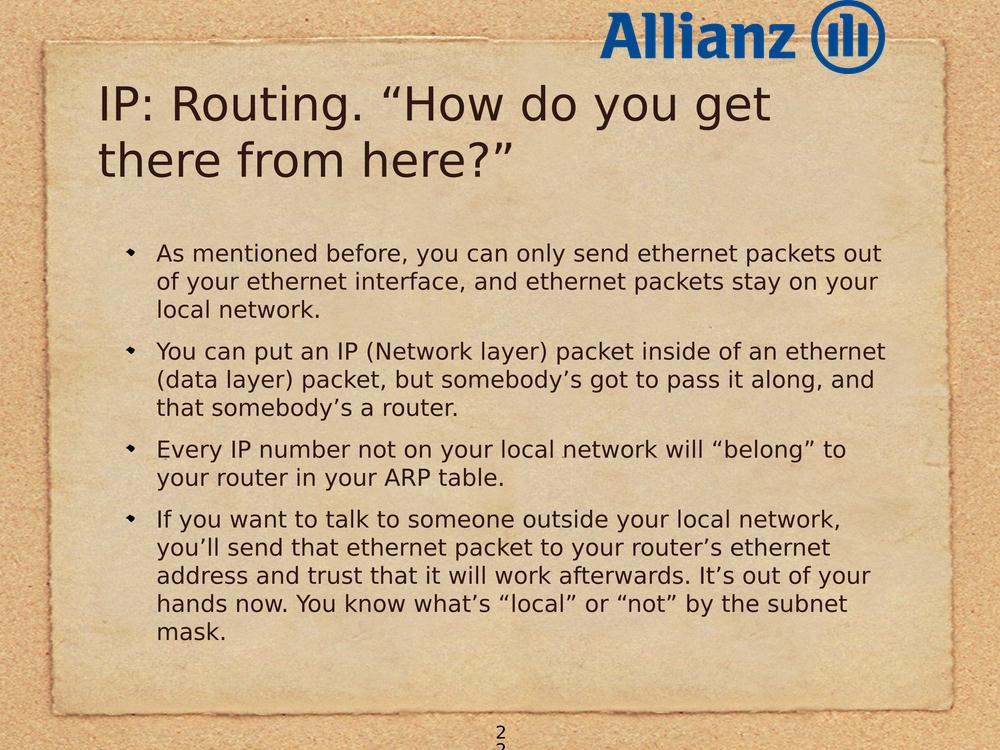 Allianz
IP: Routing. “How do you get
there from here?”
As mentioned before, you can only send ethernet packets out
of your ethernet interface, and ethernet packets stay on your
local network.
You can put an IP (Network layer) packet inside of an ethernet
(data layer) packet, but somebody’s got to pass it along, and
that somebody’s a router.
Every IP number not on your local network will “belong” to
your router in your ARP table.
If you want to talk to someone outside your local network,
you’ll send that ethernet packet to your router’s ethernet
address and trust that it will work afterwards. It’s out of your
hands now. You know what’s “local” or “not” by the subnet
mask.
2
2